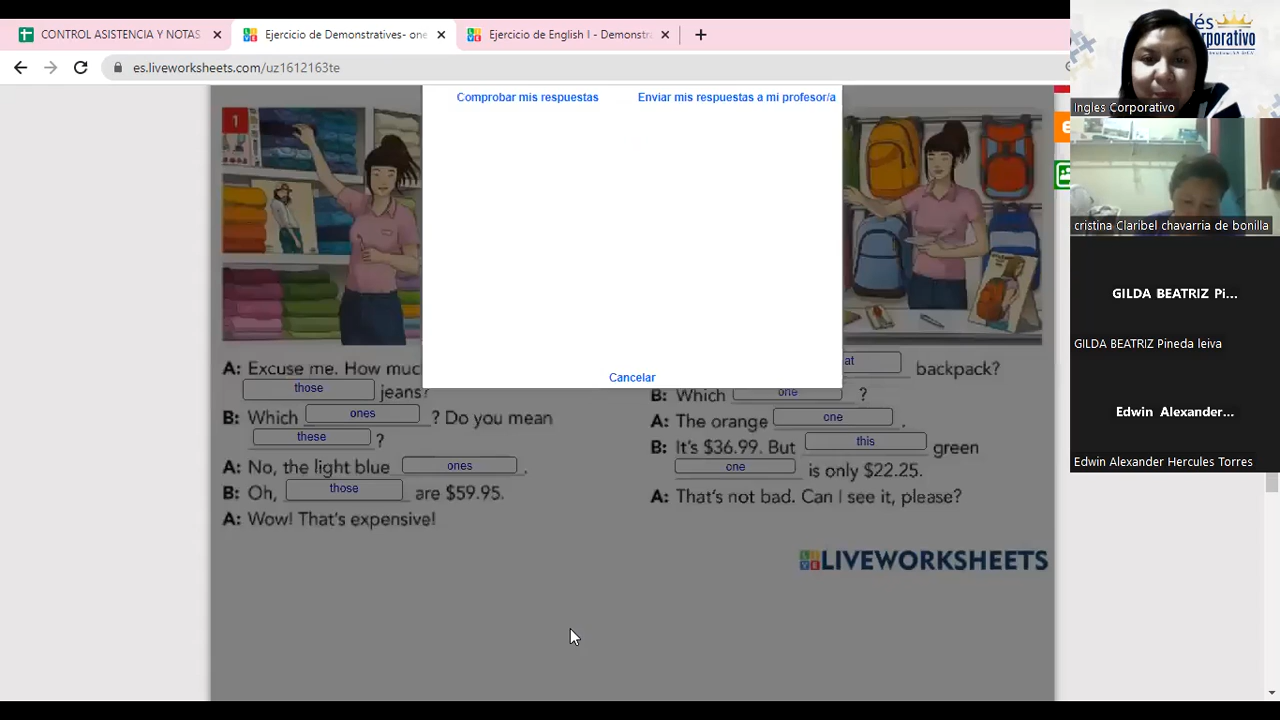 CONTROL ASISTENCIA Y NOTAS
Ejercicio de Demonstratives- one
Ejercicio de English I - Demonstr
es.liveworksheets.com/uz1612163te
Comprobar mis respuestas
Enviar mis respuestas a mi profesor/a
Cancelar
1
A: Excuse me. How muc
those jeans?
B: Which ones ? Do you mean
these ?
A: No, the light blue ones .
B: Oh, those are $59.95.
A: Wow! That's expensive!
at backpack?
B: Which one ?
A: The orange one .
B: It's $36.99. But this green
one is only $22.25.
A: That's not bad. Can I see it, please?
LIVEWORKSHEETS
Corporativo
Ingles Corporativo
cristina Claribel chavarria de bonilla
GILDA BEATRIZ Pi...
GILDA BEATRIZ Pineda leiva
Edwin Alexander...
Edwin Alexander Hercules Torres